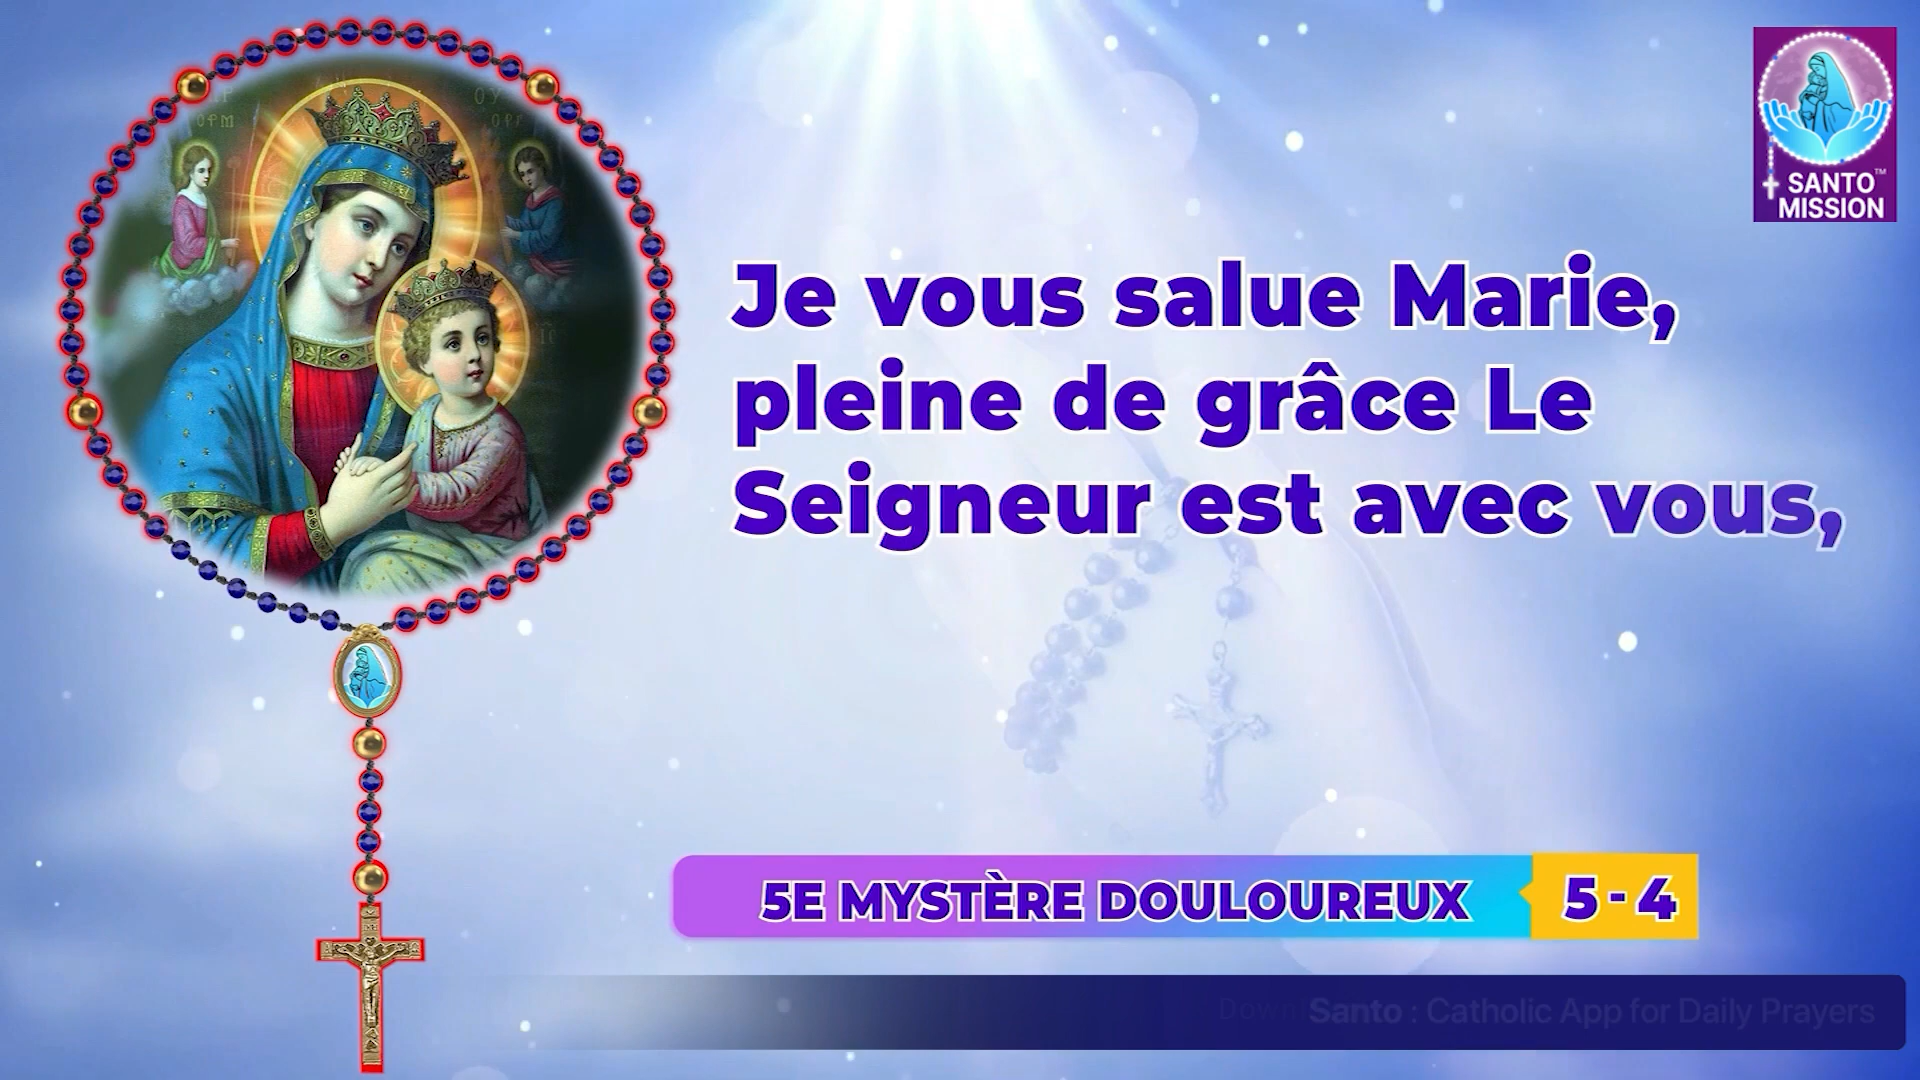 SANTO™
MISSION
Je vous salue Marie,
pleine de grâce Le
Seigneur est avec vous,
5E MYSTÈRE DOULOUREUX
5 - 4
Santo : Catholic App for Daily Prayers